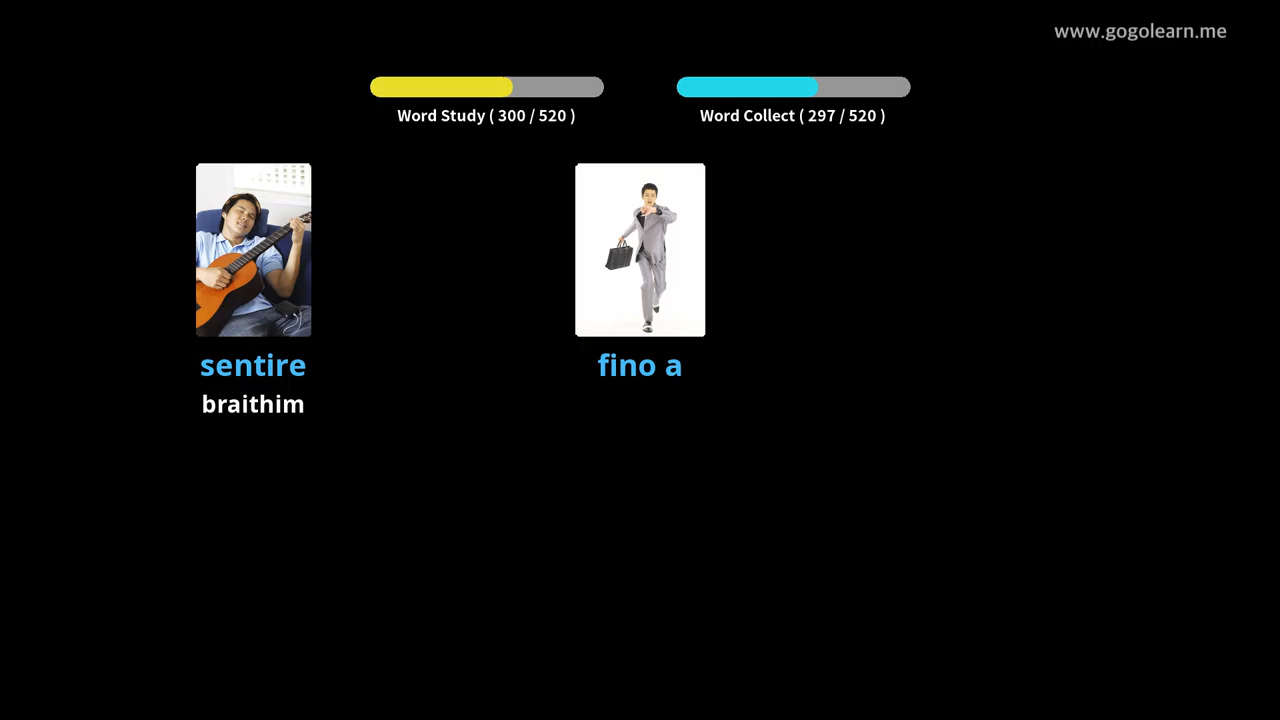 www.gogolearn.me
Word Study ( 300 / 520 )
Word Collect ( 297 / 520 )
sentire
braithim
fino a